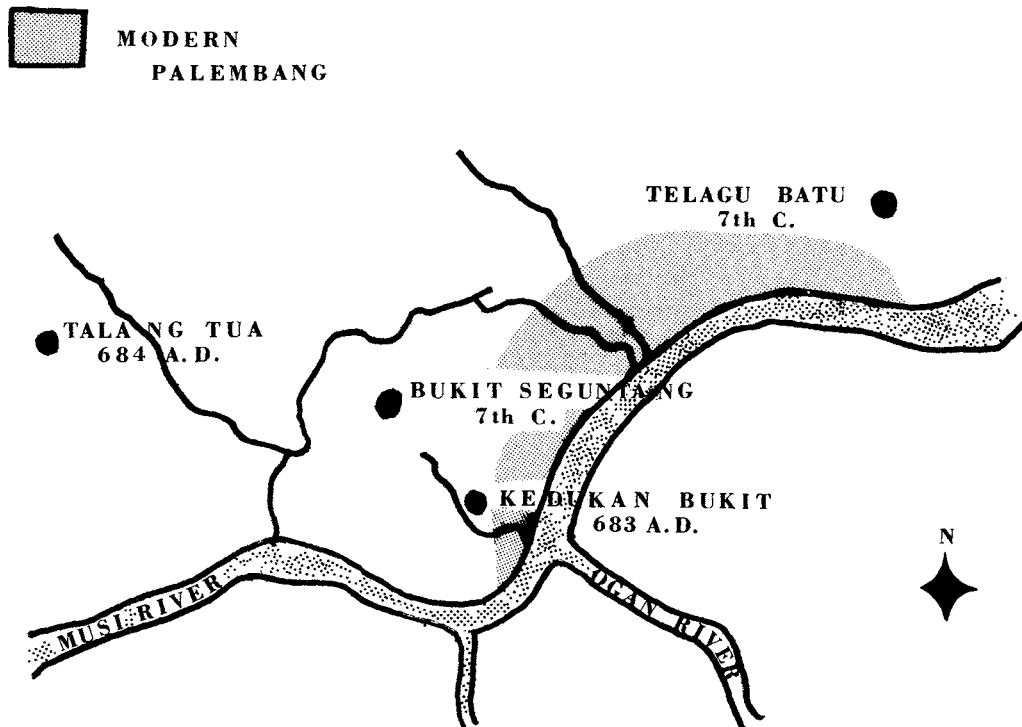 MODERN
PALEMBANG
TELAGU BATU
7th C.
TALANG TUA
684 A.D.
BUKIT SEGUNTANG
7th C.
KEDUKAN BUKIT
683 A.D.
N
MUSI RIVER
OGAN RIVER